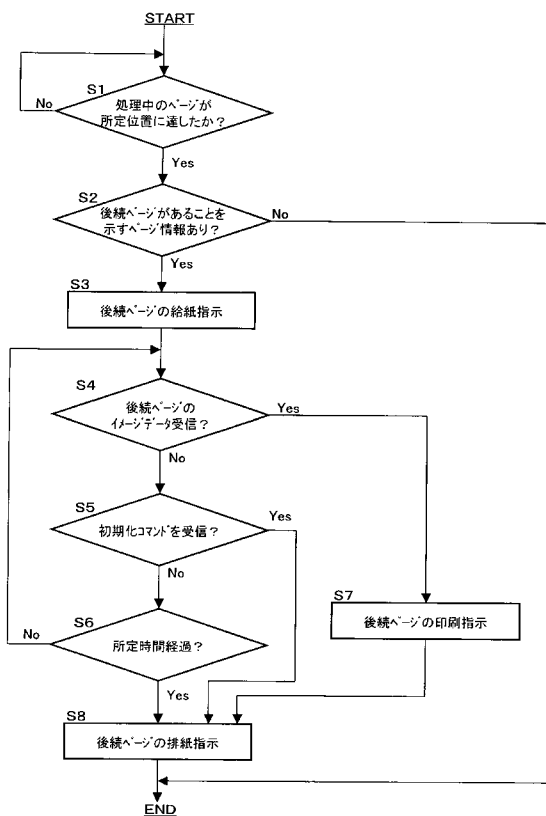 START
S1
処理中のページが
所定位置に達したか？
No
Yes
S2
後続ページがあることを
示すページ情報あり？
No
Yes
S3
後続ページの給紙指示
S4
後続ページの
イメージデータ受信？
Yes
No
S5
初期化コマンドを受信？
Yes
No
S6
所定時間経過？
No
Yes
S7
後続ページの印刷指示
S8
後続ページの排紙指示
END